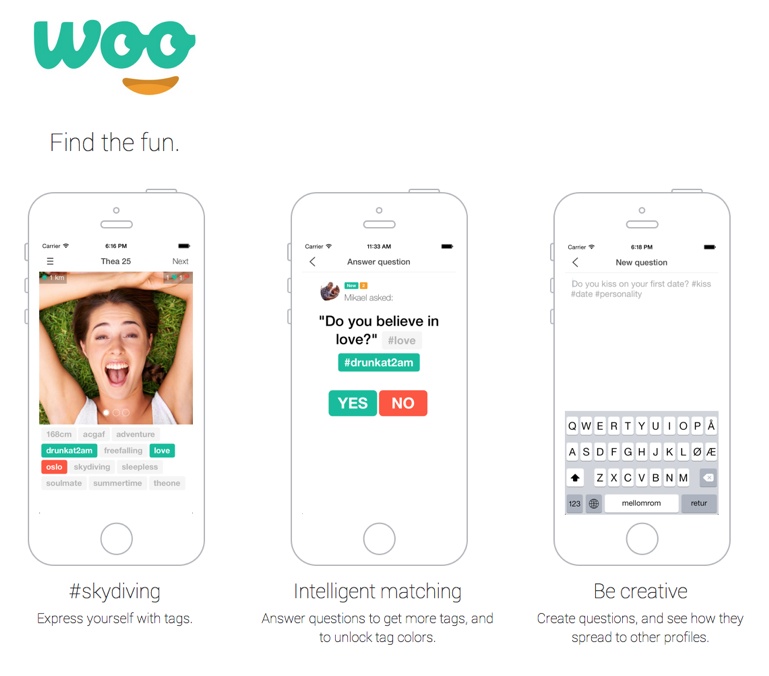 woo
Find the fun.
Carrier 6:16 PM
Thea 25 Next
1 km
168cm acgaf adventure
drunkat2am freefalling love
oslo skydiving sleepless
soulmate summertime theone
#skydiving
Express yourself with tags.
Carrier 11:33 AM
Answer question
New
Mikael asked:
"Do you believe in
love?" #love
#drunkat2am
YES NO
Intelligent matching
Answer questions to get more tags, and
to unlock tag colors.
Carrier 6:18 PM
New question
Do you kiss on your first date? #kiss
#date #personality
Q W E R T Y U I O P Å
A S D F G H J K L Ø Æ
Z X C V B N M
123 mellomrom retur
Be creative
Create questions, and see how they
spread to other profiles.